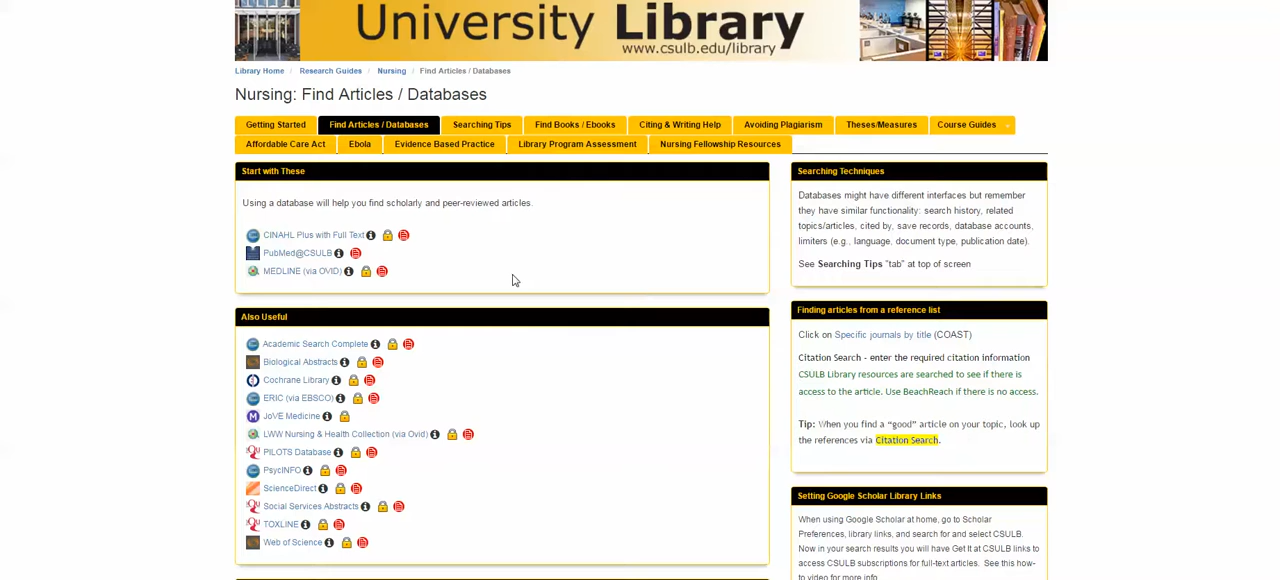 University Library
www.csulb.edu/library
Library Home / Research Guides / Nursing / Find Articles / Databases
Nursing: Find Articles / Databases
Getting Started Find Articles / Databases Searching Tips Find Books / Ebooks Citing & Writing Help Avoiding Plagiarism Theses/Measures Course Guides
Affordable Care Act Ebola Evidence Based Practice Library Program Assessment Nursing Fellowship Resources
Start with These
Using a database will help you find scholarly and peer-reviewed articles.
CINAHL Plus with Full Text
PubMed@CSULB
MEDLINE (via OVID)
Also Useful
Academic Search Complete
Biological Abstracts
Cochrane Library
ERIC (via EBSCO)
JoVE Medicine
LWW Nursing & Health Collection (via Ovid)
PILOTS Database
PsycINFO
ScienceDirect
Social Services Abstracts
TOXLINE
Web of Science
Searching Techniques
Databases might have different interfaces but remember
they have similar functionality: search history, related
topics/articles, cited by, save records, database accounts,
limiters (e.g., language, document type, publication date).
See Searching Tips "tab" at top of screen
Finding articles from a reference list
Click on Specific journals by title (COAST)
Citation Search - enter the required citation information
CSULB Library resources are searched to see if there is
access to the article. Use BeachReach if there is no access.
Tip: When you find a “good” article on your topic, look up
the references via Citation Search.
Setting Google Scholar Library Links
When using Google Scholar at home, go to Scholar
Preferences, library links, and search for and select CSULB.
Now in your search results you will have Get It at CSULB links to
access CSULB subscriptions for full-text articles. See this how-
to video for more info